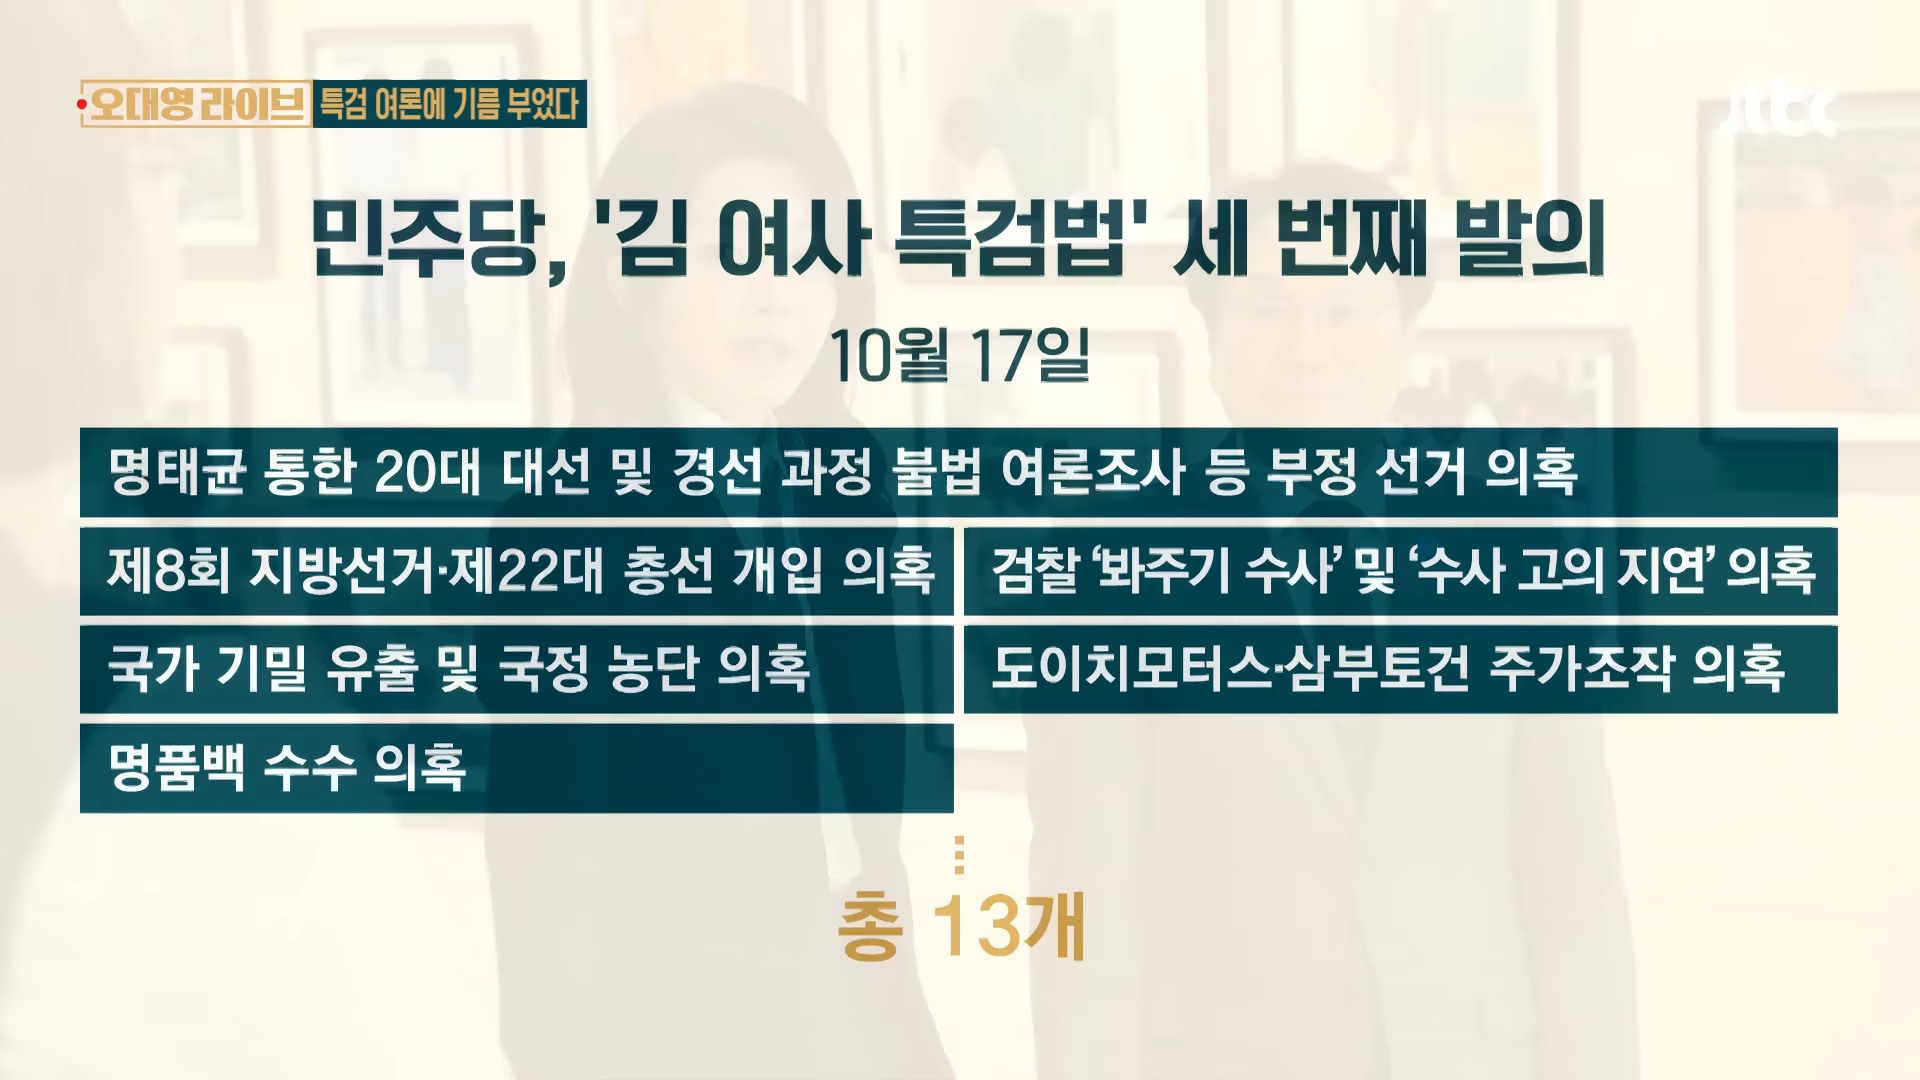 오대영 라이브 특검 여론에 기름 부었다
jtbc
민주당, '김 여사 특검법' 세 번째 발의
10월 17일
명태균 통한 20대 대선 및 경선 과정 불법 여론조사 등 부정 선거 의혹
제8회 지방선거·제22대 총선 개입 의혹
검찰 ‘봐주기 수사’ 및 ‘수사 고의 지연’ 의혹
국가 기밀 유출 및 국정 농단 의혹
도이치모터스·삼부토건 주가조작 의혹
명품백 수수 의혹
⋮
총 13개